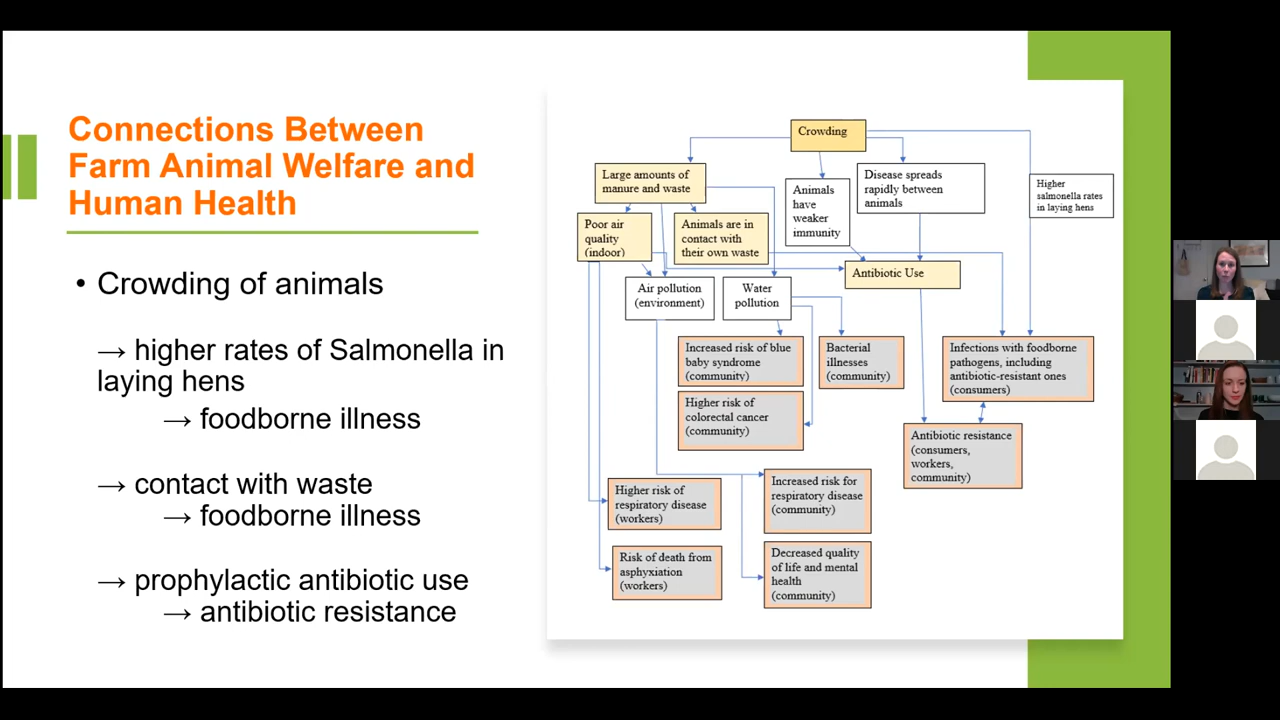 Connections Between
Farm Animal Welfare and
Human Health
• Crowding of animals
→ higher rates of Salmonella in
laying hens
→ foodborne illness
→ contact with waste
→ foodborne illness
→ prophylactic antibiotic use
→ antibiotic resistance
Crowding
Large amounts of
manure and waste
Animals
have
weaker
immunity
Disease spreads
rapidly between
animals
Higher
salmonella rates
in laying hens
Poor air
quality
(indoor)
Animals are in
contact with
their own waste
Antibiotic Use
Air pollution
(environment)
Water
pollution
Increased risk of blue
baby syndrome
(community)
Bacterial
illnesses
(community)
Infections with foodborne
pathogens, including
antibiotic-resistant ones
(consumers)
Higher risk of
colorectal cancer
(community)
Antibiotic resistance
(consumers,
workers,
community)
Higher risk of
respiratory disease
(workers)
Increased risk for
respiratory disease
(community)
Risk of death from
asphyxiation
(workers)
Decreased quality
of life and mental
health
(community)